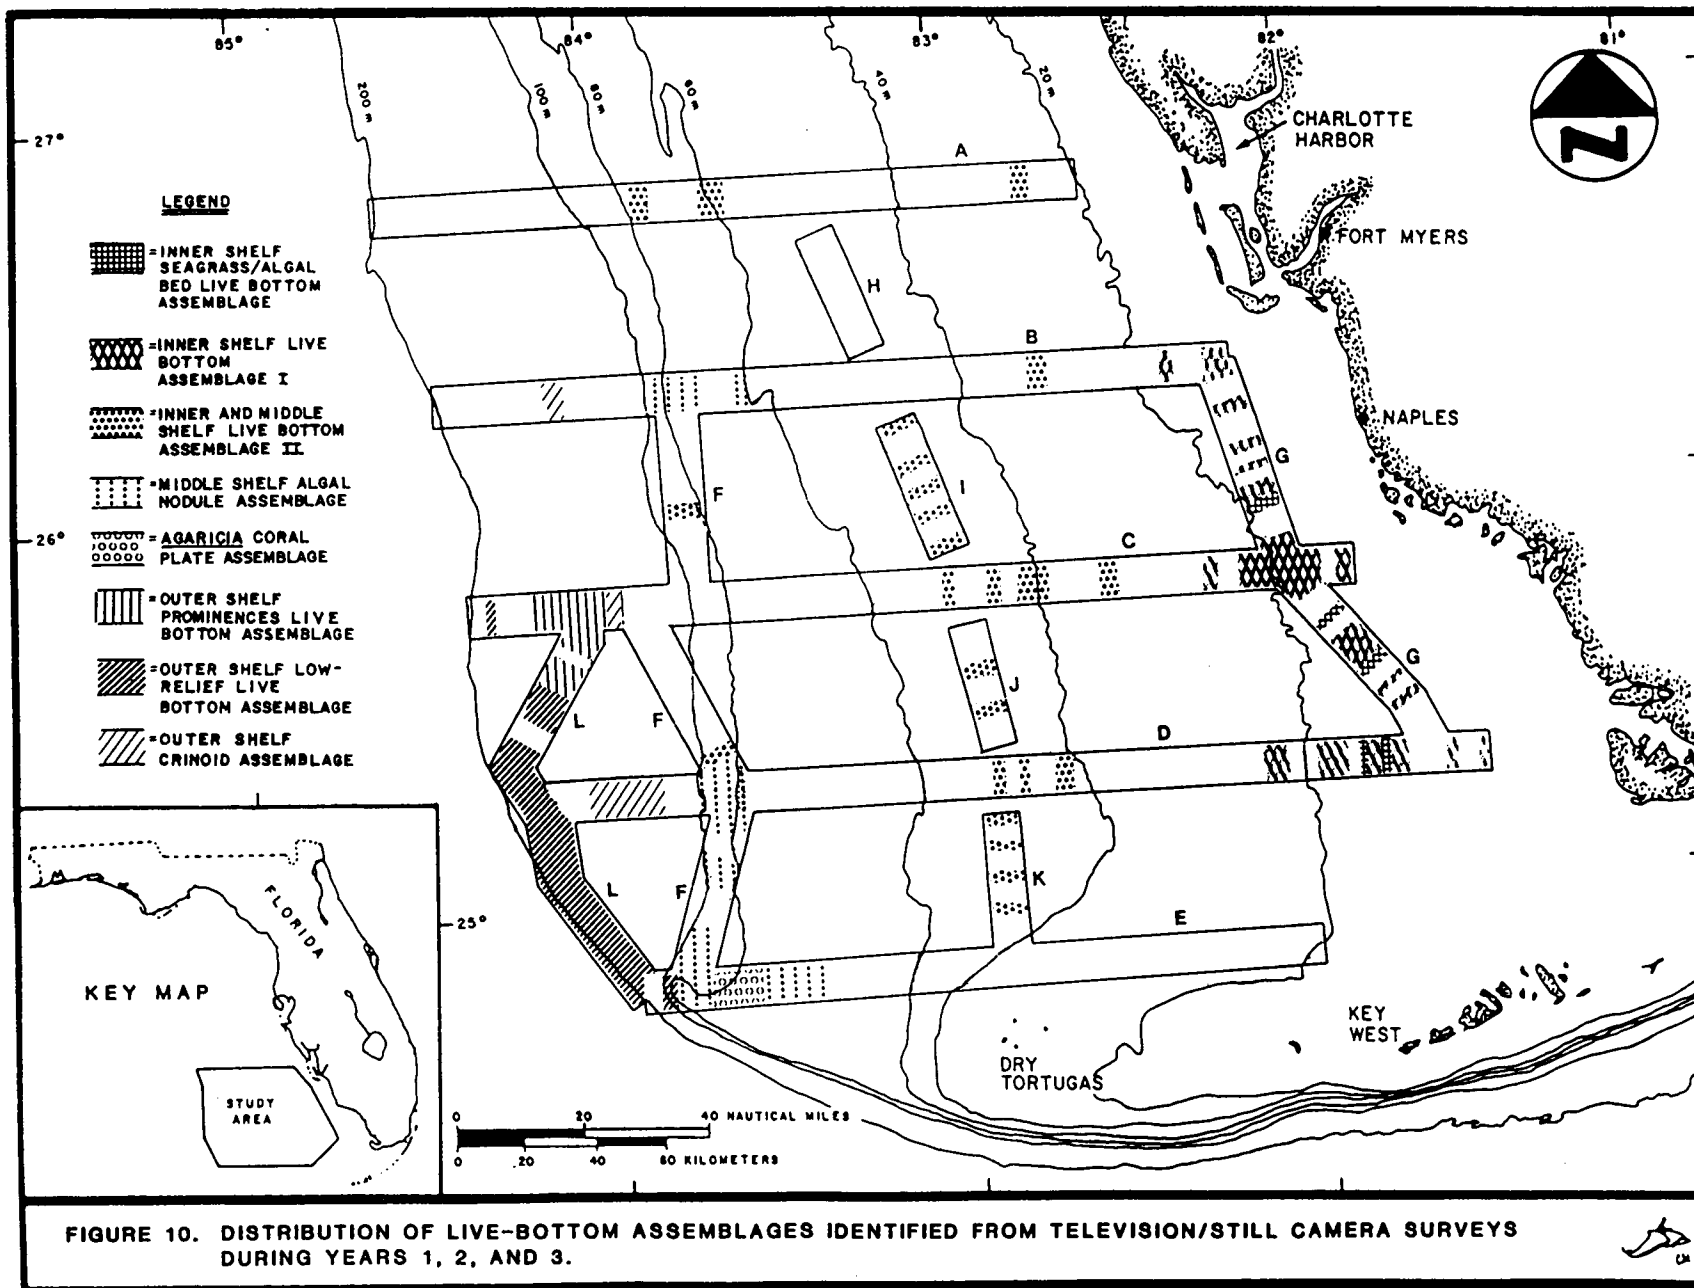 85°
84°
83°
82°
81°
200 m
100 m
80 m
60 m
40 m
20 m
27°
26°
25°
A
CHARLOTTE
HARBOR
N
FORT MYERS
H
B
NAPLES
G
F
I
C
G
J
L
F
D
L
F
K
E
KEY
WEST
DRY
TORTUGAS
LEGEND
=INNER SHELF
SEAGRASS/ALGAL
BED LIVE BOTTOM
ASSEMBLAGE
=INNER SHELF LIVE
BOTTOM
ASSEMBLAGE I
=INNER AND MIDDLE
SHELF LIVE BOTTOM
ASSEMBLAGE II
=MIDDLE SHELF ALGAL
NODULE ASSEMBLAGE
=AGARICIA CORAL
PLATE ASSEMBLAGE
=OUTER SHELF
PROMINENCES LIVE
BOTTOM ASSEMBLAGE
=OUTER SHELF LOW-
RELIEF LIVE
BOTTOM ASSEMBLAGE
=OUTER SHELF
CRINOID ASSEMBLAGE
FLORIDA
KEY MAP
STUDY
AREA
0 20 40 NAUTICAL MILES
0 20 40 60 KILOMETERS
FIGURE 10. DISTRIBUTION OF LIVE-BOTTOM ASSEMBLAGES IDENTIFIED FROM TELEVISION/STILL CAMERA SURVEYS
DURING YEARS 1, 2, AND 3.